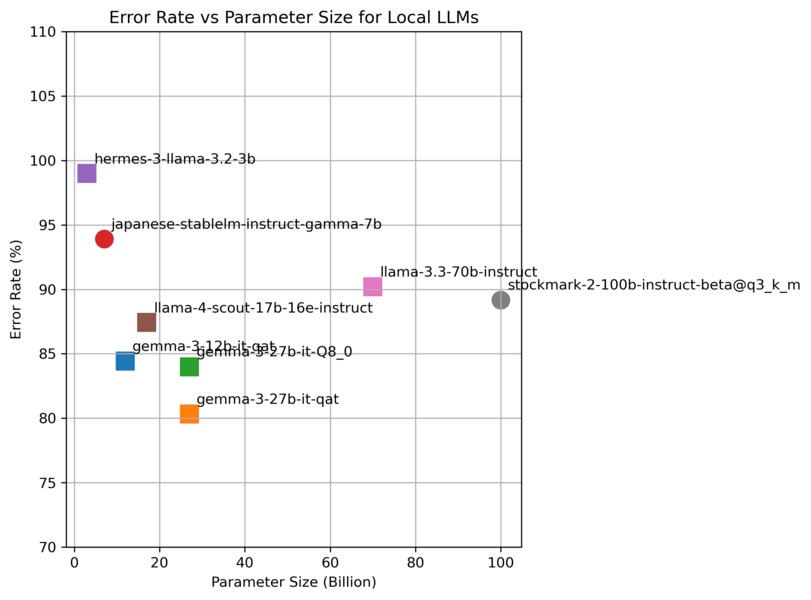 Error Rate vs Parameter Size for Local LLMs
110
105
100
95
90
85
80
75
70
Error Rate (%)
hermes-3-llama-3.2-3b
japanese-stablelm-instruct-gamma-7b
llama-3.3-70b-instruct
stockmark-2-100b-instruct-beta@q3_k_m
llama-4-scout-17b-16e-instruct
gemma-3-12b-it-qat
gemma-3-27b-it-Q8_0
gemma-3-27b-it-qat
0 20 40 60 80 100
Parameter Size (Billion)